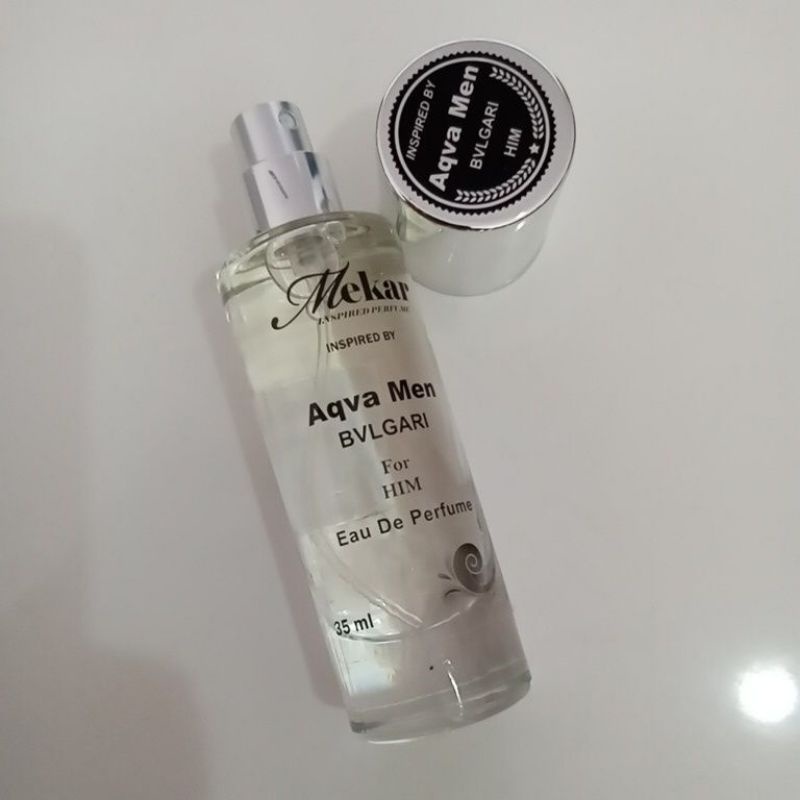 INSPIRED BY
Aqva Men
BVLGARI
HIM
Mekar
INSPIRED PERFUME
INSPIRED BY
Aqva Men
BVLGARI
For
HIM
Eau De Perfume
35 ml